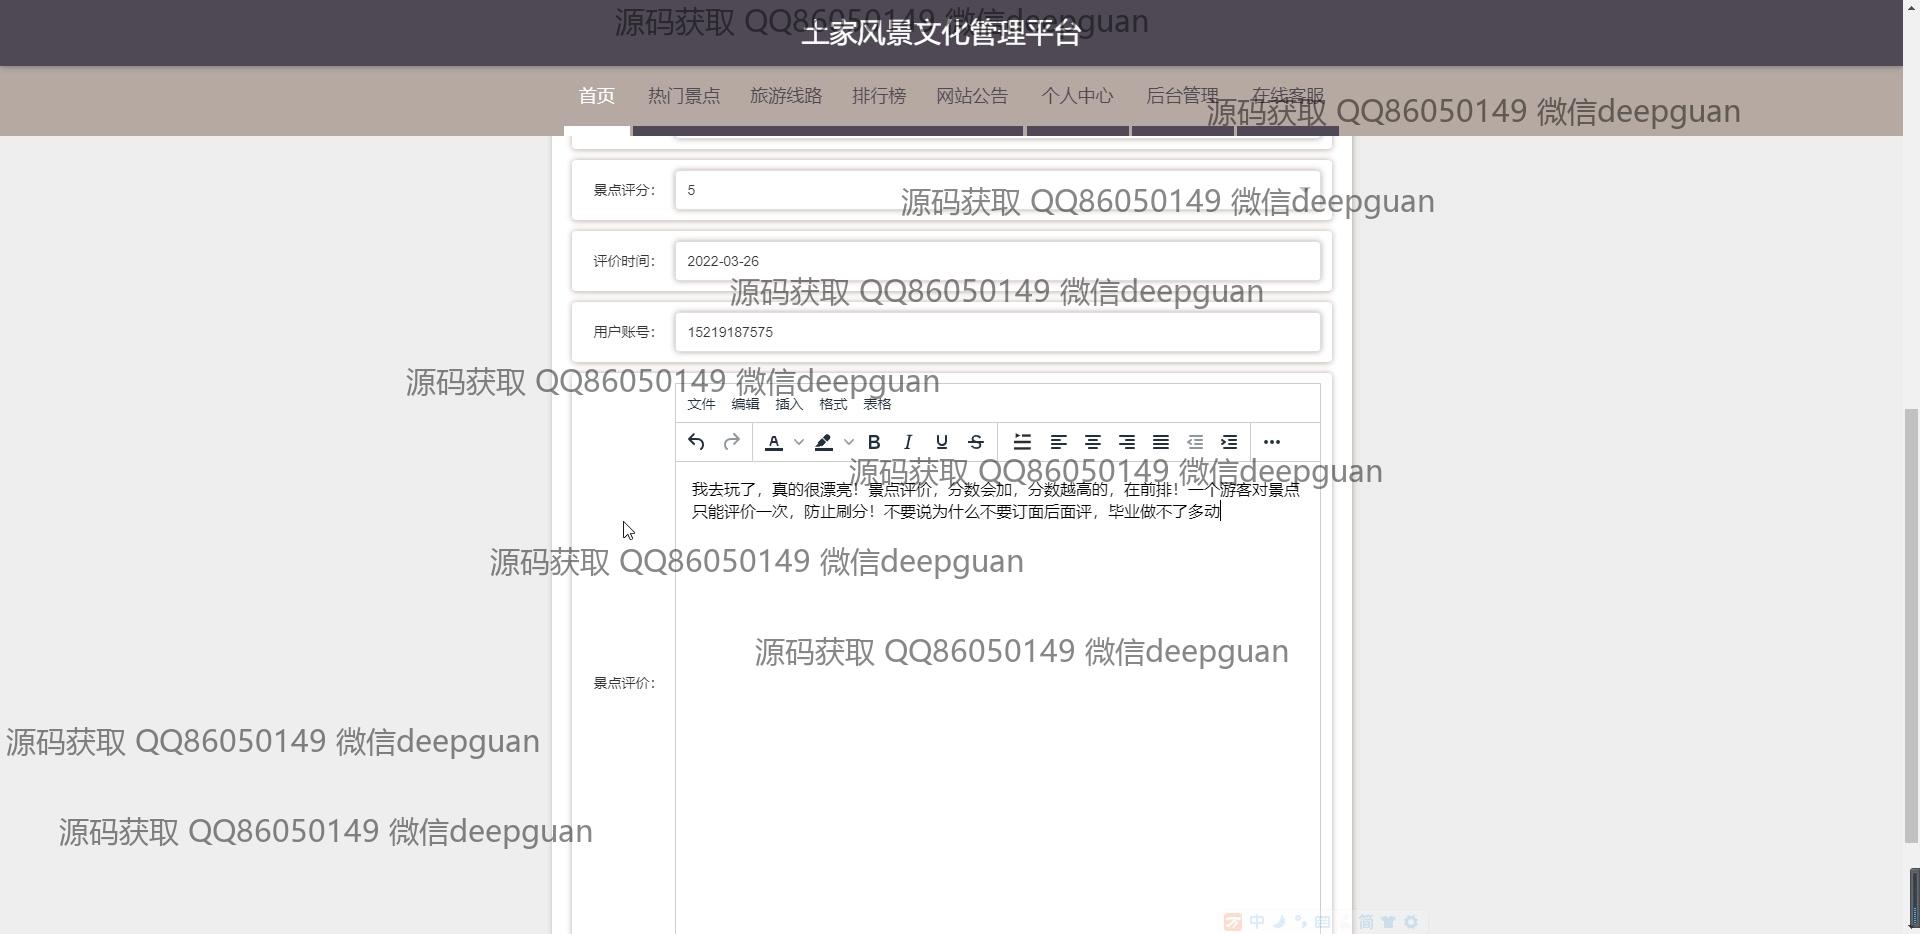 源码获取 QQ86050149 微信deepguan
土家风景文化管理平台
首页 热门景点 旅游线路 排行榜 网站公告 个人中心 后台管理 在线客服
源码获取 QQ86050149 微信deepguan
景点评分： 5
源码获取 QQ86050149 微信deepguan
评价时间： 2022-03-26
源码获取 QQ86050149 微信deepguan
用户账号： 15219187575
源码获取 QQ86050149 微信deepguan
文件 编辑 插入 格式 表格
源码获取 QQ86050149 微信deepguan
我去玩了，真的很漂亮！景点评价，分数会加，分数越高的，在前排！一个游客对景点
只能评价一次，防止刷分！不要说为什么不要订面后面评，毕业做不了多动
源码获取 QQ86050149 微信deepguan
源码获取 QQ86050149 微信deepguan
景点评价：
源码获取 QQ86050149 微信deepguan
源码获取 QQ86050149 微信deepguan
中 简